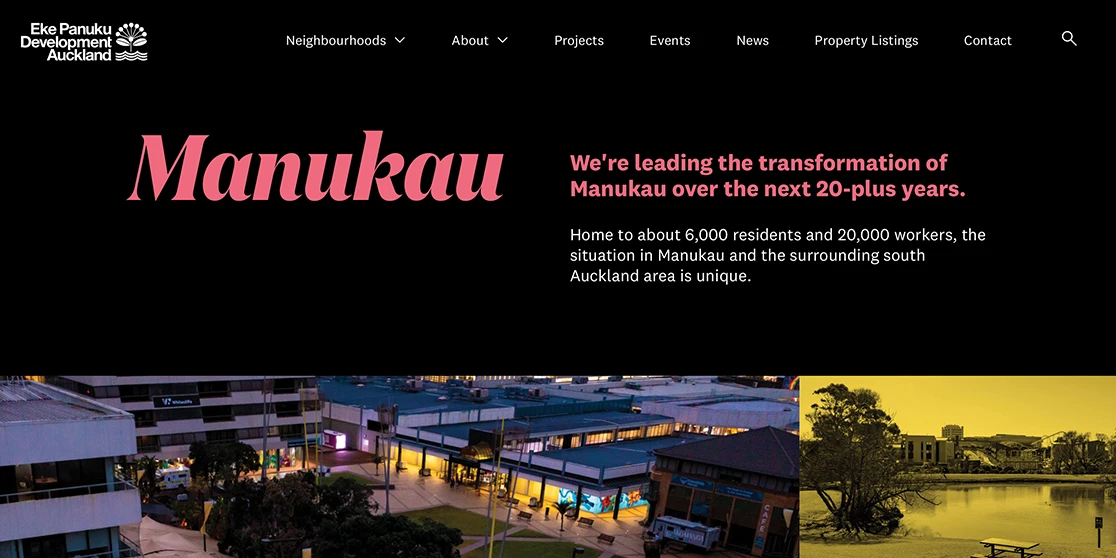 Eke Panuku
Development
Auckland
Neighbourhoods
About
Projects
Events
News
Property Listings
Contact
Manukau
We're leading the transformation of
Manukau over the next 20-plus years.
Home to about 6,000 residents and 20,000 workers, the
situation in Manukau and the surrounding south
Auckland area is unique.
CAFE